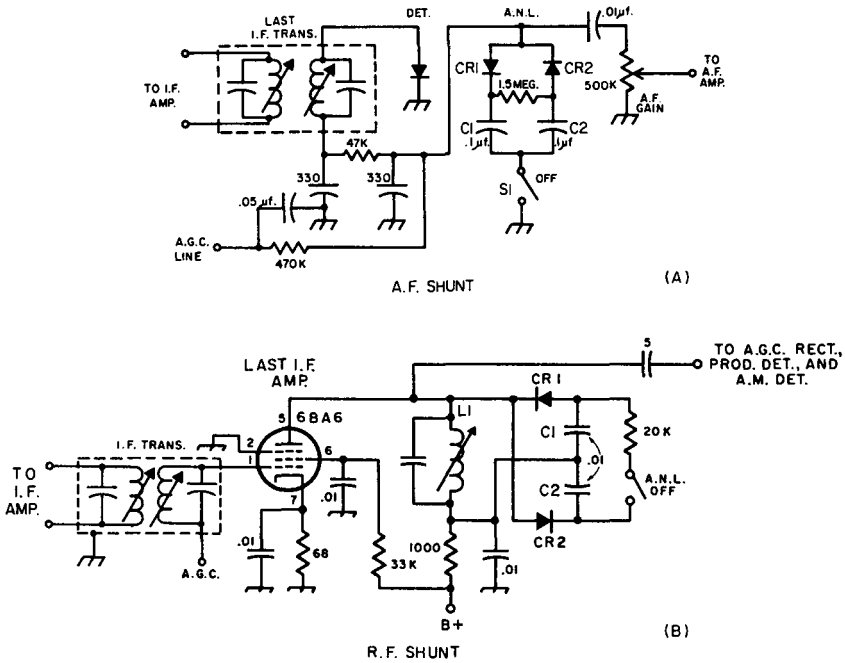 LAST
I.F. TRANS.
DET.
A.N.L.
.01µf.
TO I.F.
AMP.
CR1
CR2
1.5MEG.
500K
TO
A.F.
AMP.
A.F.
GAIN
C1
.1µf.
C2
.1µf
47K
330
330
S1
OFF
.05µf.
A.G.C.
LINE
470K
A.F. SHUNT
(A)
5
TO A.G.C. RECT.,
PROD. DET., AND
A.M. DET.
LAST I.F.
AMP.
5
6BA6
L1
CR1
I.F. TRANS.
2
1
6
7
C1
20K
.01
C2
A.N.L.
OFF
TO
I.F.
AMP.
.01
.01
68
33K
1000
.01
CR2
A.G.C.
B+
R.F. SHUNT
(B)